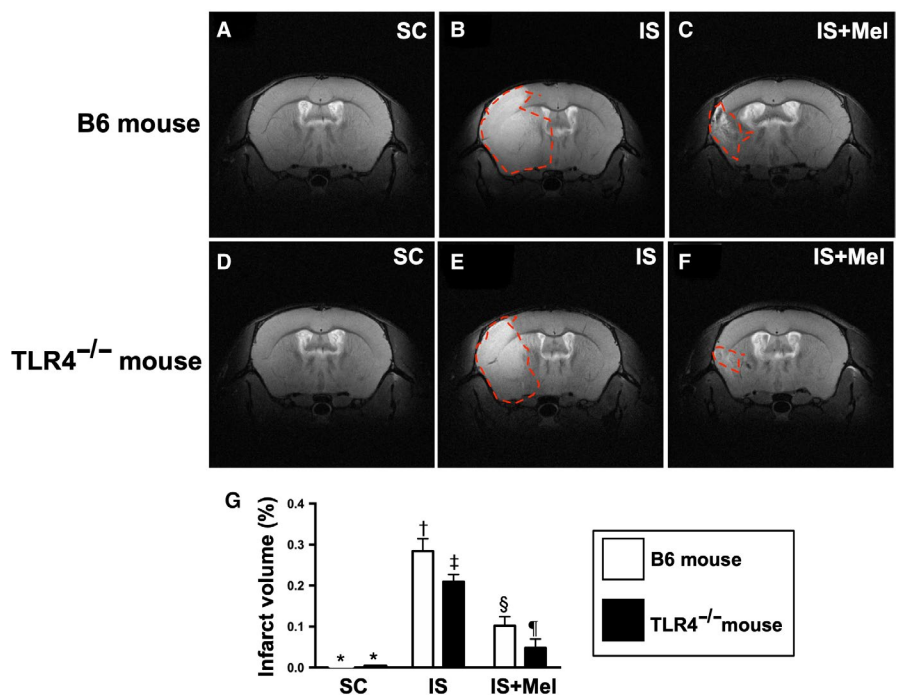 A SC
B IS
C IS+Mel
B6 mouse
D SC
E IS
F IS+Mel
TLR4−/− mouse
G
Infarct volume (%)
0.4
0.3
0.2
0.1
0.0
* * † ‡ § ¶
SC IS IS+Mel
B6 mouse
TLR4−/− mouse